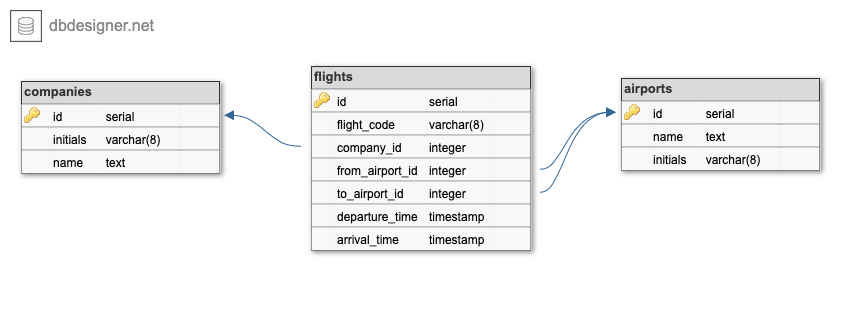 dbdesigner.net
companies
id serial
initials varchar(8)
name text
flights
id serial
flight_code varchar(8)
company_id integer
from_airport_id integer
to_airport_id integer
departure_time timestamp
arrival_time timestamp
airports
id serial
name text
initials varchar(8)